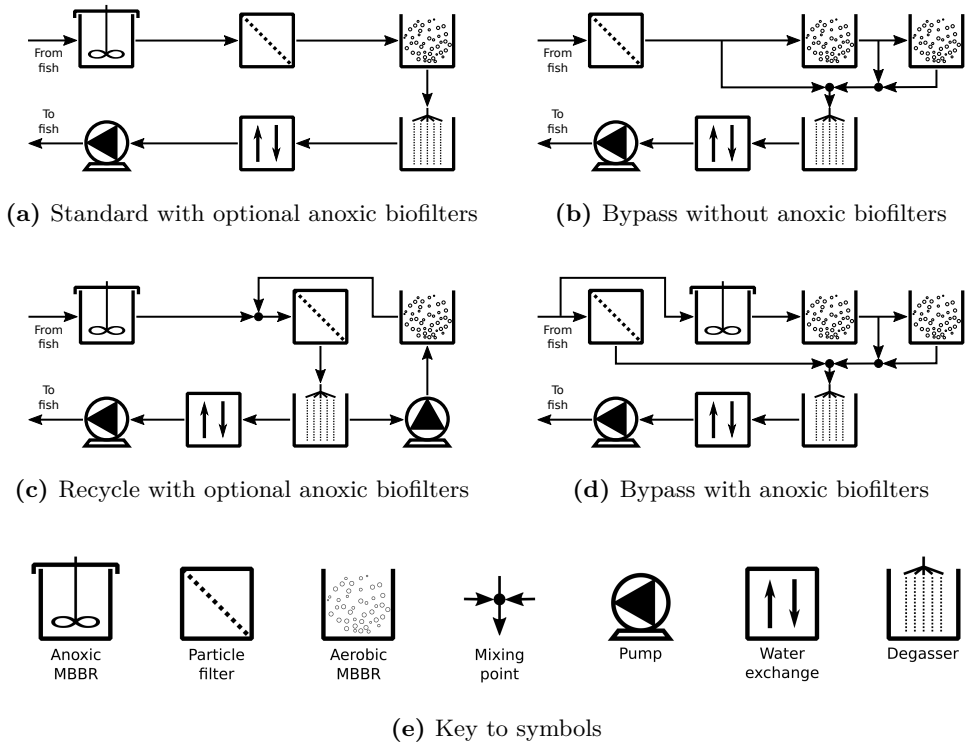 From
fish
To
fish
(a) Standard with optional anoxic biofilters
From
fish
To
fish
(b) Bypass without anoxic biofilters
From
fish
To
fish
(c) Recycle with optional anoxic biofilters
From
fish
To
fish
(d) Bypass with anoxic biofilters
Anoxic
MBBR
Particle
filter
Aerobic
MBBR
Mixing
point
Pump
Water
exchange
Degasser
(e) Key to symbols